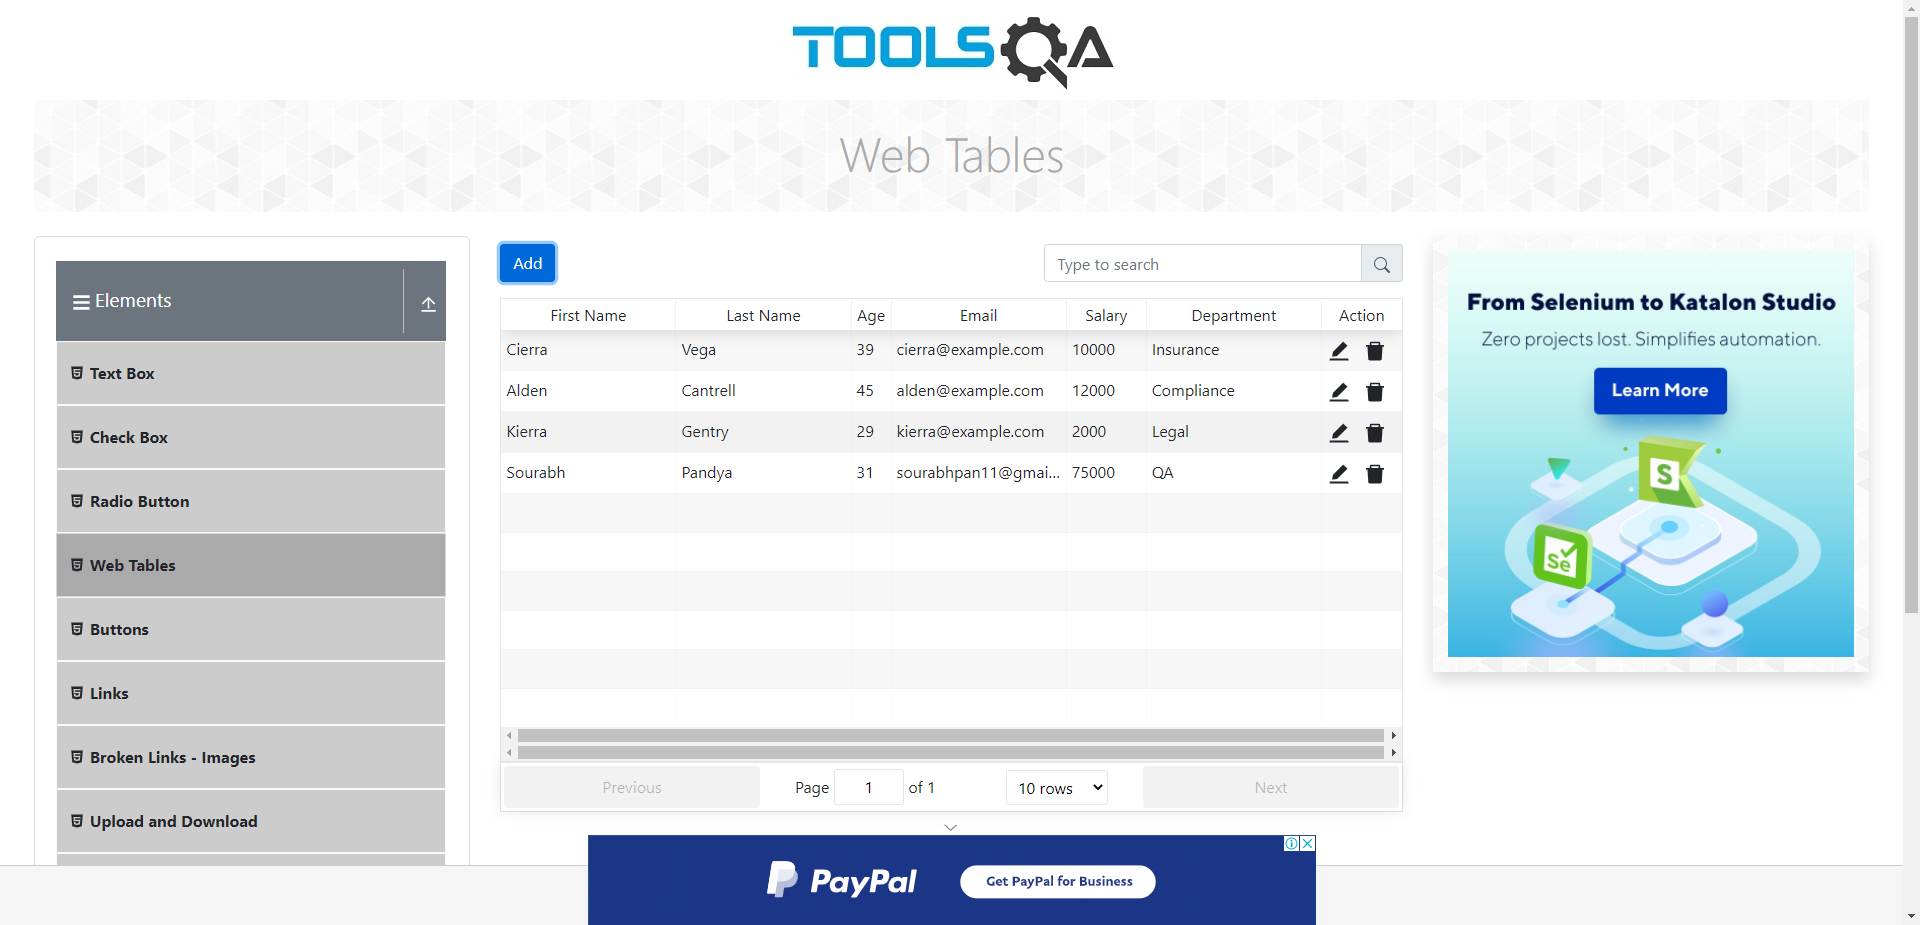 TOOLSQA
Web Tables
Elements
Text Box
Check Box
Radio Button
Web Tables
Buttons
Links
Broken Links - Images
Upload and Download
Add
Type to search
First Name Last Name Age Email Salary Department Action
Cierra Vega 39 cierra@example.com 10000 Insurance
Alden Cantrell 45 alden@example.com 12000 Compliance
Kierra Gentry 29 kierra@example.com 2000 Legal
Sourabh Pandya 31 sourabhpan11@gmai... 75000 QA
Previous Page 1 of 1 10 rows Next
From Selenium to Katalon Studio
Zero projects lost. Simplifies automation.
Learn More
S
Se
PayPal Get PayPal for Business